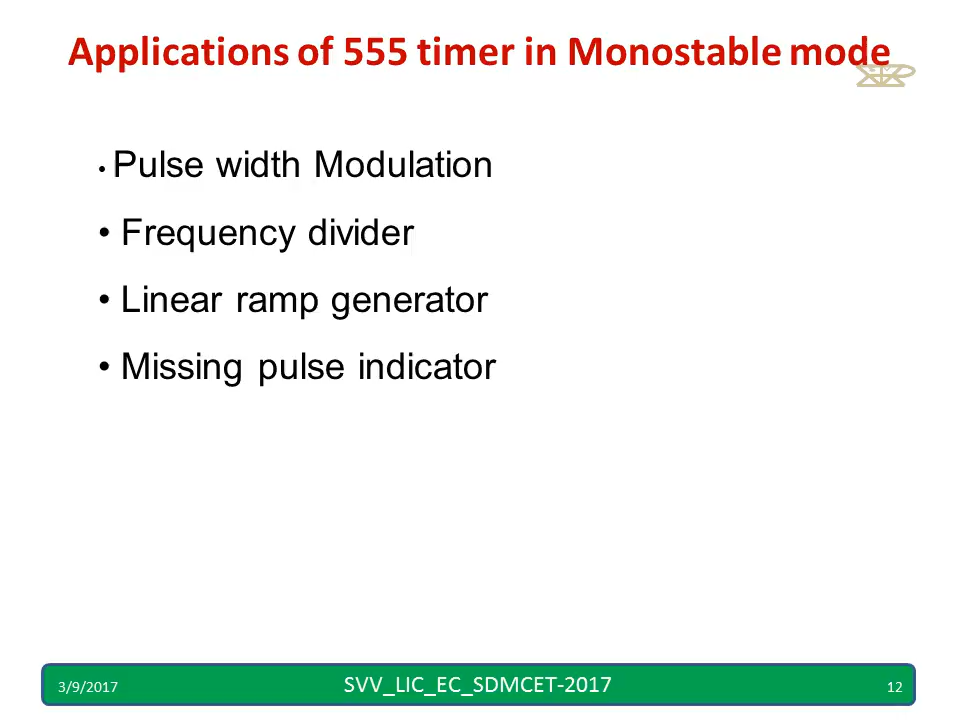 Applications of 555 timer in Monostable mode
• Pulse width Modulation
• Frequency divider
• Linear ramp generator
• Missing pulse indicator
3/9/2017
SVV_LIC_EC_SDMCET-2017
12